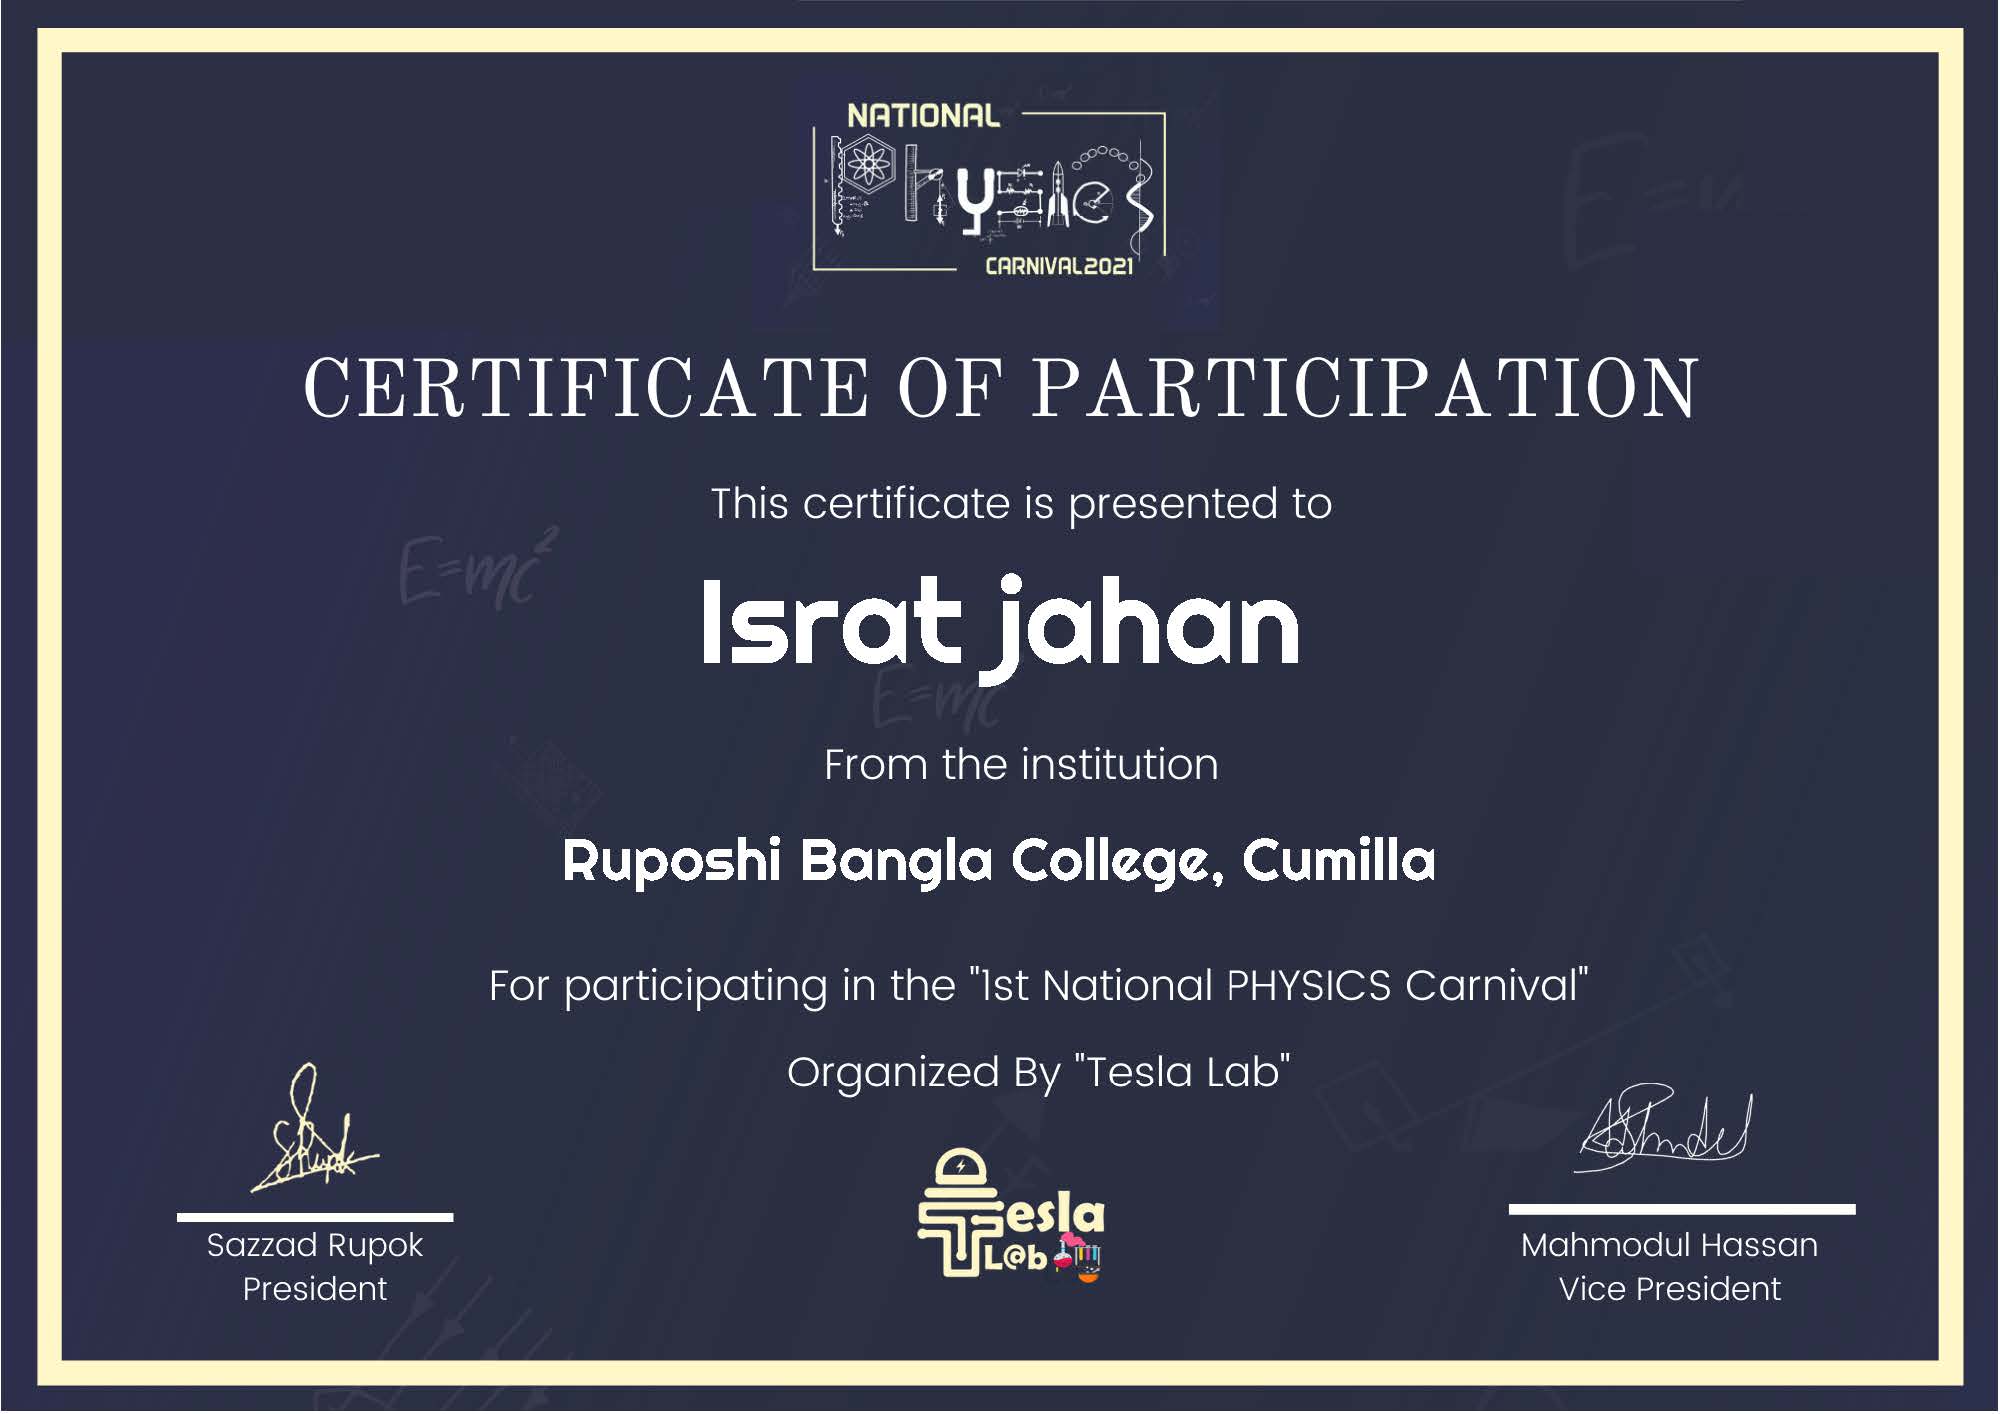 NATIONAL
Physics
CARNIVAL2021
CERTIFICATE OF PARTICIPATION
This certificate is presented to
E=mc²
Israt jahan
E=mc
From the institution
Ruposhi Bangla College, Cumilla
For participating in the "1st National PHYSICS Carnival"
Organized By "Tesla Lab"
Tesla
L@b
Sazzad Rupok
President
Mahmodul Hassan
Vice President